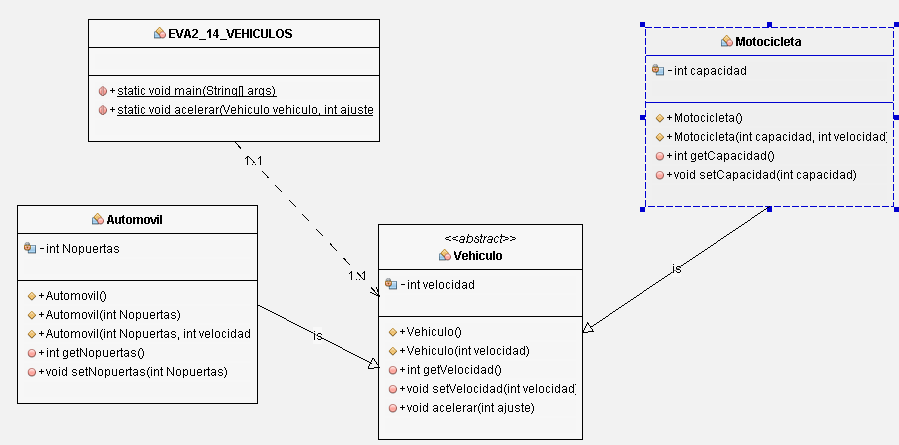 EVA2_14_VEHICULOS
+ static void main(String[] args)
+ static void acelerar(Vehiculo vehiculo, int ajuste
1..1
1..1
Motocicleta
- int capacidad
+ Motocicleta()
+ Motocicleta(int capacidad, int velocidad)
+ int getCapacidad()
+ void setCapacidad(int capacidad)
is
Automovil
- int Nopuertas
+ Automovil()
+ Automovil(int Nopuertas)
+ Automovil(int Nopuertas, int velocidad
+ int getNopuertas()
+ void setNopuertas(int Nopuertas)
is
<<abstract>>
Vehiculo
- int velocidad
+ Vehiculo()
+ Vehiculo(int velocidad)
+ int getVelocidad()
+ void setVelocidad(int velocidad)
+ void acelerar(int ajuste)